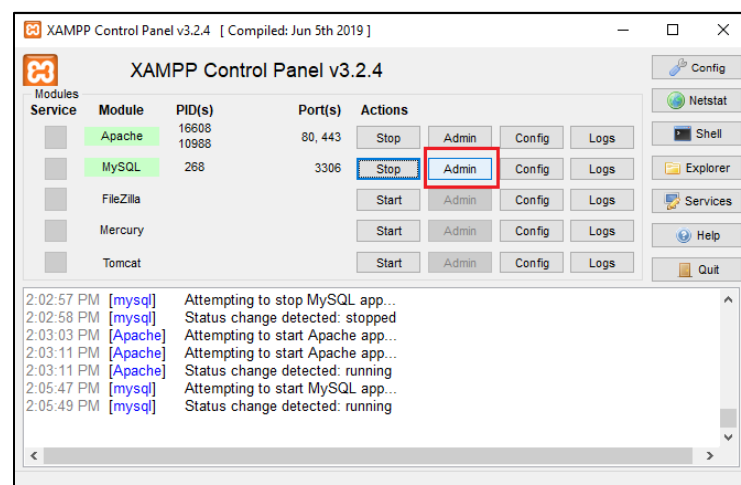 XAMPP Control Panel v3.2.4 [ Compiled: Jun 5th 2019 ]
XAMPP Control Panel v3.2.4
Config
Modules
Netstat
Service Module PID(s) Port(s) Actions
Apache 16608 10988 80, 443 Stop Admin Config Logs
Shell
MySQL 268 3306 Stop Admin Config Logs
Explorer
FileZilla Start Admin Config Logs
Services
Mercury Start Admin Config Logs
Help
Tomcat Start Admin Config Logs
Quit
2:02:57 PM [mysql] Attempting to stop MySQL app...
2:02:58 PM [mysql] Status change detected: stopped
2:03:03 PM [Apache] Attempting to start Apache app...
2:03:11 PM [Apache] Attempting to start Apache app...
2:03:11 PM [Apache] Status change detected: running
2:05:47 PM [mysql] Attempting to start MySQL app...
2:05:49 PM [mysql] Status change detected: running